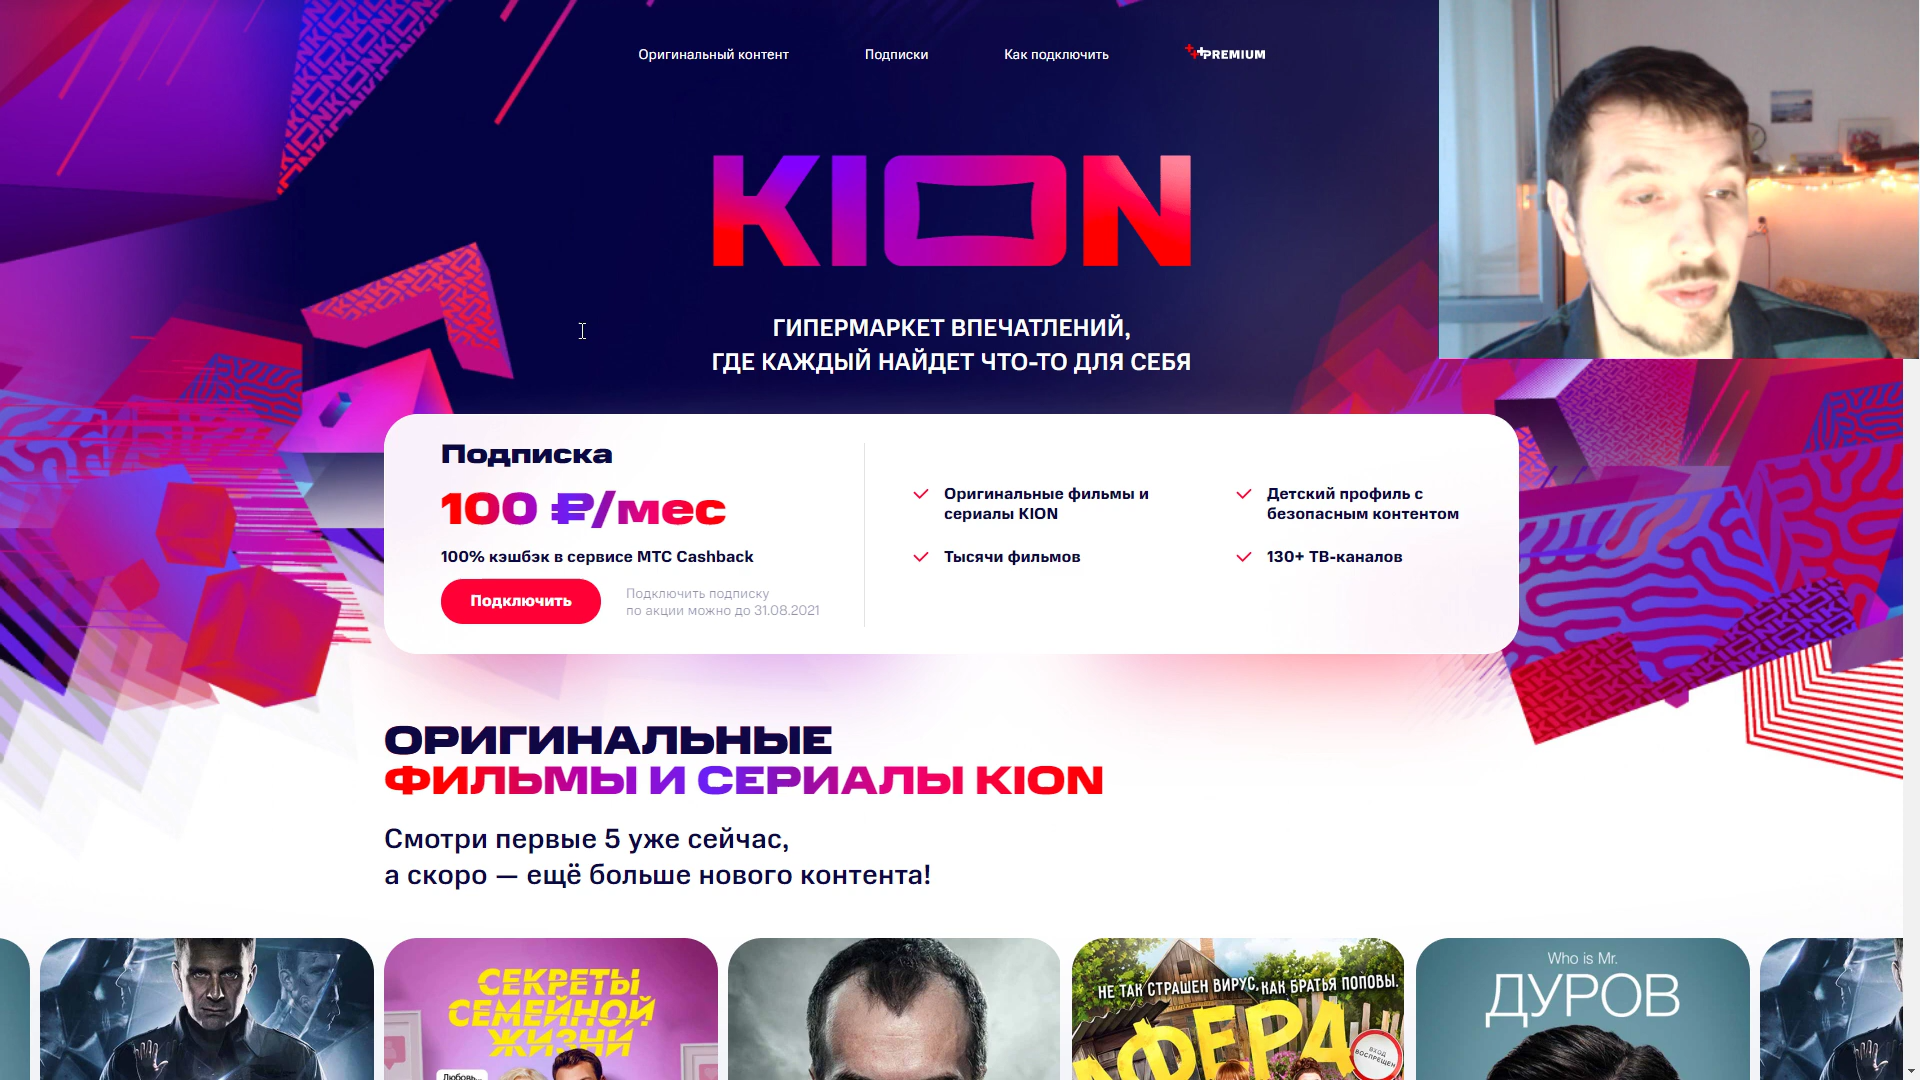 Оригинальный контент
Подписки
Как подключить
PREMIUM
KION
ГИПЕРМАРКЕТ ВПЕЧАТЛЕНИЙ,
ГДЕ КАЖДЫЙ НАЙДЕТ ЧТО-ТО ДЛЯ СЕБЯ
Подписка
100 ₽/мес
100% кэшбэк в сервисе МТС Cashback
Подключить
Подключить подписку
по акции можно до 31.08.2021
Оригинальные фильмы и
сериалы KION
Тысячи фильмов
Детский профиль с
безопасным контентом
130+ ТВ-каналов
ОРИГИНАЛЬНЫЕ
ФИЛЬМЫ И СЕРИАЛЫ KION
Смотри первые 5 уже сейчас,
а скоро — ещё больше нового контента!
СЕКРЕТЫ
СЕМЕЙНОЙ
ЖИЗНИ
Любовь...
НЕ ТАК СТРАШЕН ВИРУС, КАК БРАТЬЯ ПОПОВЫ.
АФЕРА
ВХОД
ВОСПРЕЩЕН
Who is Mr.
ДУРОВ